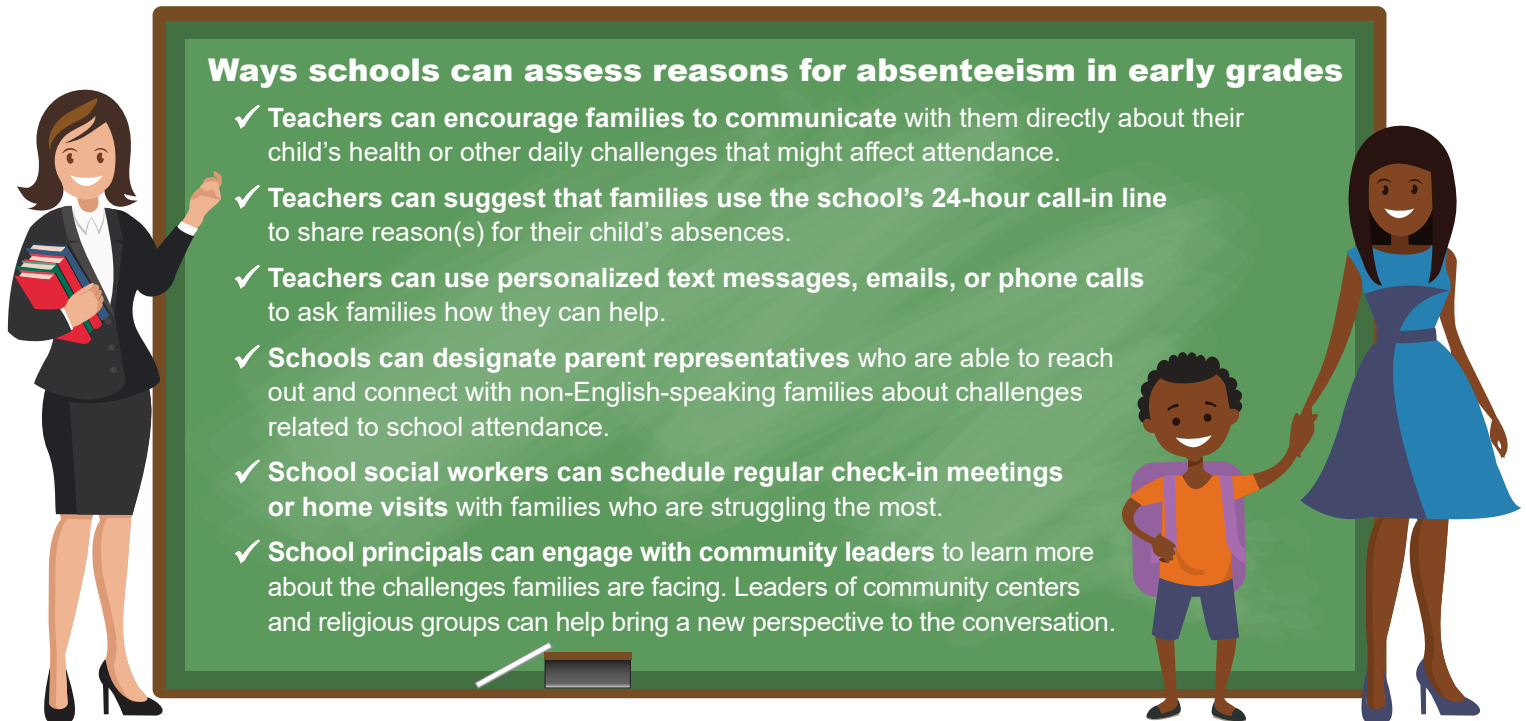 Ways schools can assess reasons for absenteeism in early grades
✓ Teachers can encourage families to communicate with them directly about their
child’s health or other daily challenges that might affect attendance.
✓ Teachers can suggest that families use the school’s 24-hour call-in line
to share reason(s) for their child’s absences.
✓ Teachers can use personalized text messages, emails, or phone calls
to ask families how they can help.
✓ Schools can designate parent representatives who are able to reach
out and connect with non-English-speaking families about challenges
related to school attendance.
✓ School social workers can schedule regular check-in meetings
or home visits with families who are struggling the most.
✓ School principals can engage with community leaders to learn more
about the challenges families are facing. Leaders of community centers
and religious groups can help bring a new perspective to the conversation.